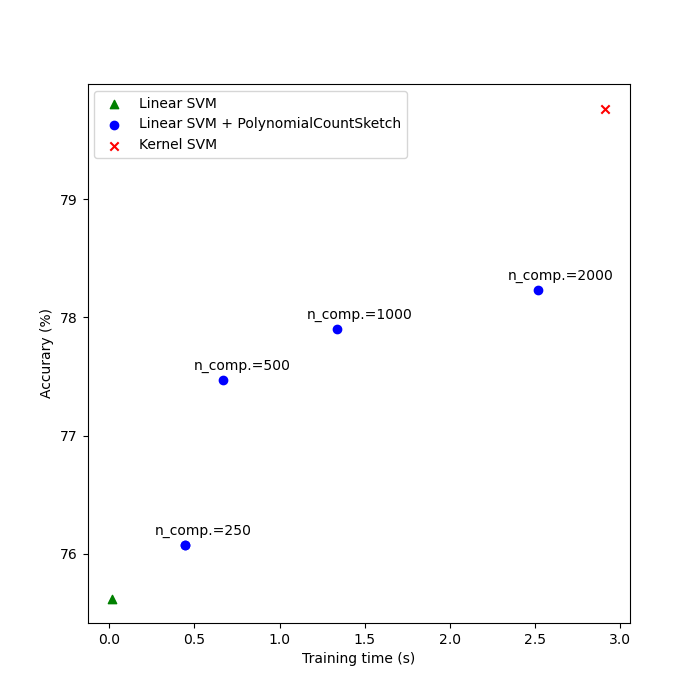 Linear SVM
Linear SVM + PolynomialCountSketch
Kernel SVM
79
78
77
76
Accurary (%)
n_comp.=2000
n_comp.=1000
n_comp.=500
n_comp.=250
0.0 0.5 1.0 1.5 2.0 2.5 3.0
Training time (s)